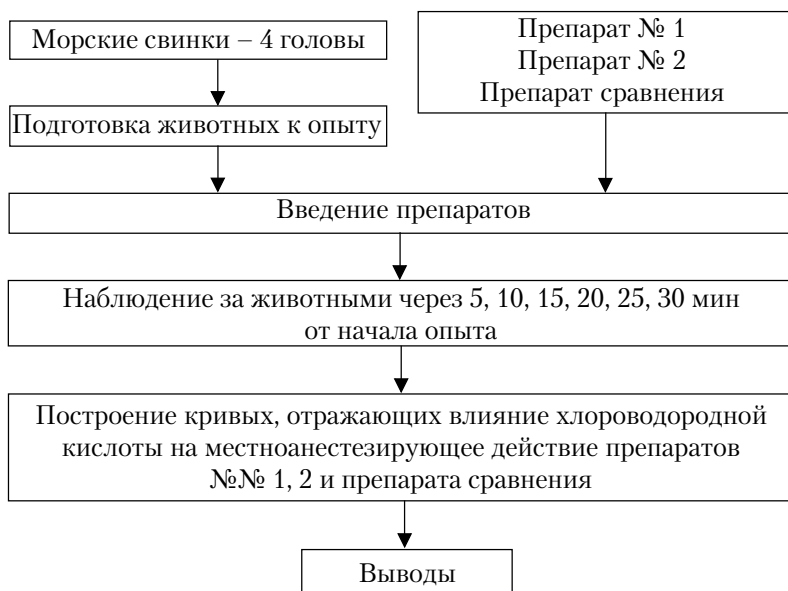 Морские свинки – 4 головы
Препарат № 1
Препарат № 2
Препарат сравнения
Подготовка животных к опыту
Введение препаратов
Наблюдение за животными через 5, 10, 15, 20, 25, 30 мин
от начала опыта
Построение кривых, отражающих влияние хлороводородной
кислоты на местноанестезирующее действие препаратов
№№ 1, 2 и препарата сравнения
Выводы